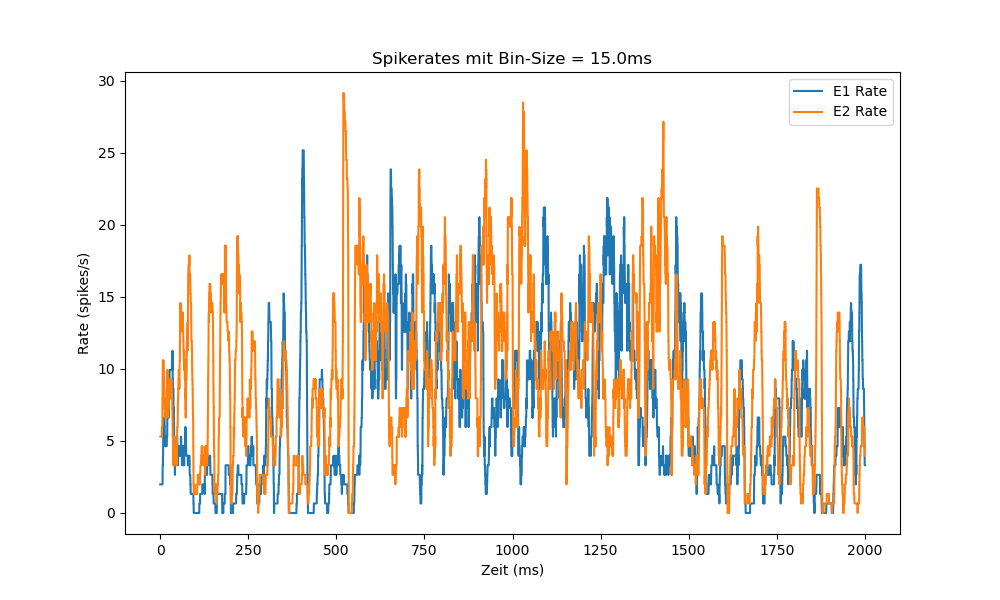 Spikerates mit Bin-Size = 15.0ms
E1 Rate
E2 Rate
30
25
20
15
10
5
0
Rate (spikes/s)
0 250 500 750 1000 1250 1500 1750 2000
Zeit (ms)